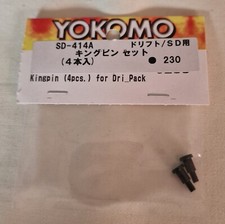 YOKOMO
SD-414A ドリフト/SD用
キングピン セット
(4本入) ● 230
Kingpin (4pcs.) for Dri_Pack